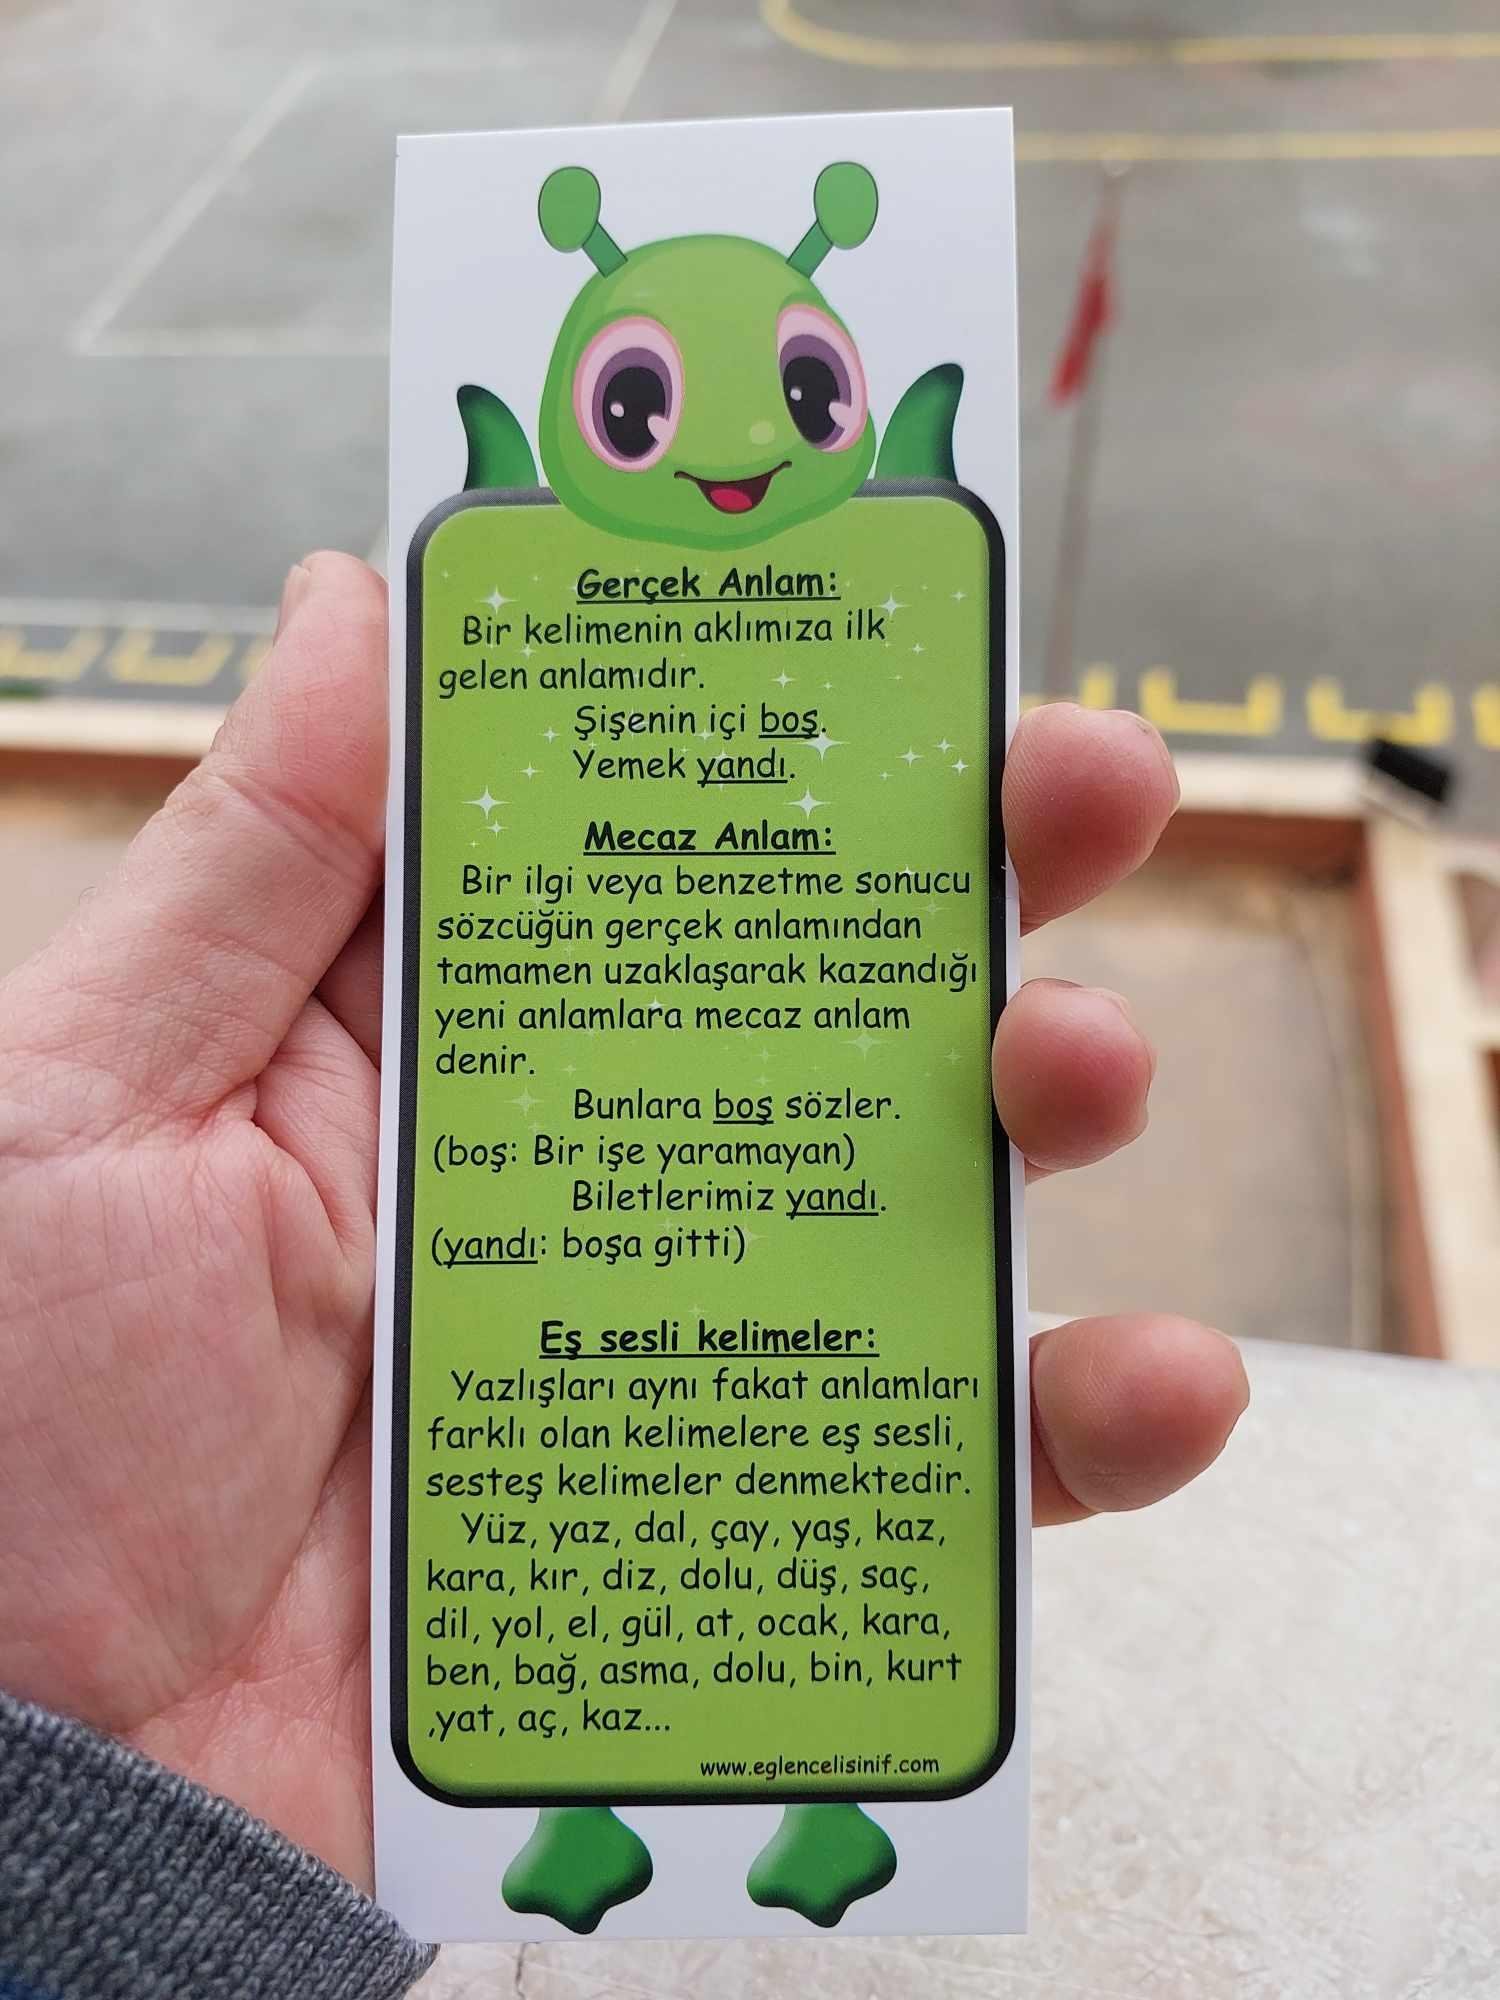 Gerçek Anlam:
Bir kelimenin aklımıza ilk
gelen anlamıdır.
Şişenin içi boş.
Yemek yandı.
Mecaz Anlam:
Bir ilgi veya benzetme sonucu
sözcüğün gerçek anlamından
tamamen uzaklaşarak kazandığı
yeni anlamlara mecaz anlam
denir.
Bunlara boş sözler.
(boş: Bir işe yaramayan)
Biletlerimiz yandı.
(yandı: boşa gitti)
Eş sesli kelimeler:
Yazlışları aynı fakat anlamları
farklı olan kelimelere eş sesli,
sesteş kelimeler denmektedir.
Yüz, yaz, dal, çay, yaş, kaz,
kara, kır, diz, dolu, düş, saç,
dil, yol, el, gül, at, ocak, kara,
ben, bağ, asma, dolu, bin, kurt
,yat, aç, kaz...
www.eglencelisinif.com